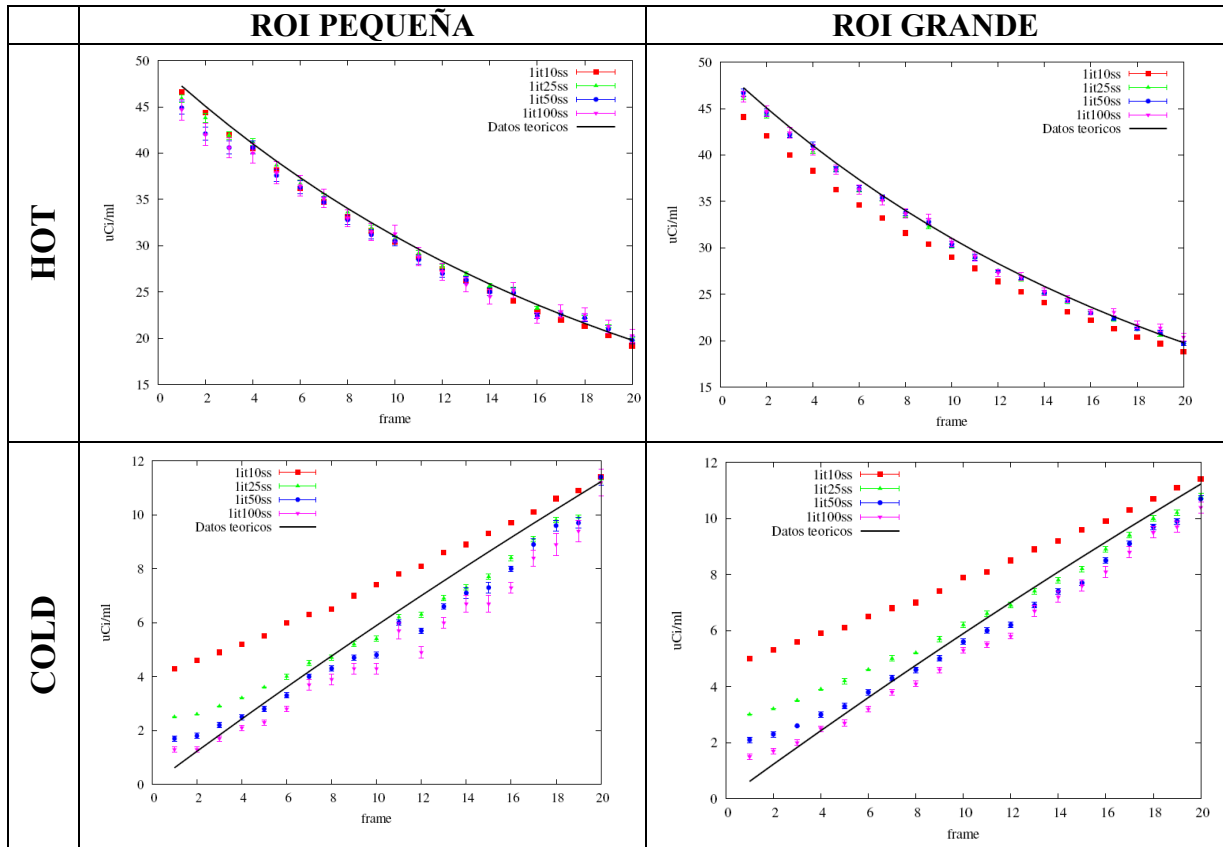 ROI PEQUEÑA
ROI GRANDE
HOT
50
45
40
35
30
25
20
15
0 2 4 6 8 10 12 14 16 18 20
uCi/ml
frame
1it10ss
1it25ss
1it50ss
1it100ss
Datos teoricos
50
45
40
35
30
25
20
15
0 2 4 6 8 10 12 14 16 18 20
uCi/ml
frame
1it10ss
1it25ss
1it50ss
1it100ss
Datos teoricos
COLD
12
10
8
6
4
2
0
0 2 4 6 8 10 12 14 16 18 20
uCi/ml
frame
1it10ss
1it25ss
1it50ss
1it100ss
Datos teoricos
12
10
8
6
4
2
0
0 2 4 6 8 10 12 14 16 18 20
uCi/ml
frame
1it10ss
1it25ss
1it50ss
1it100ss
Datos teoricos